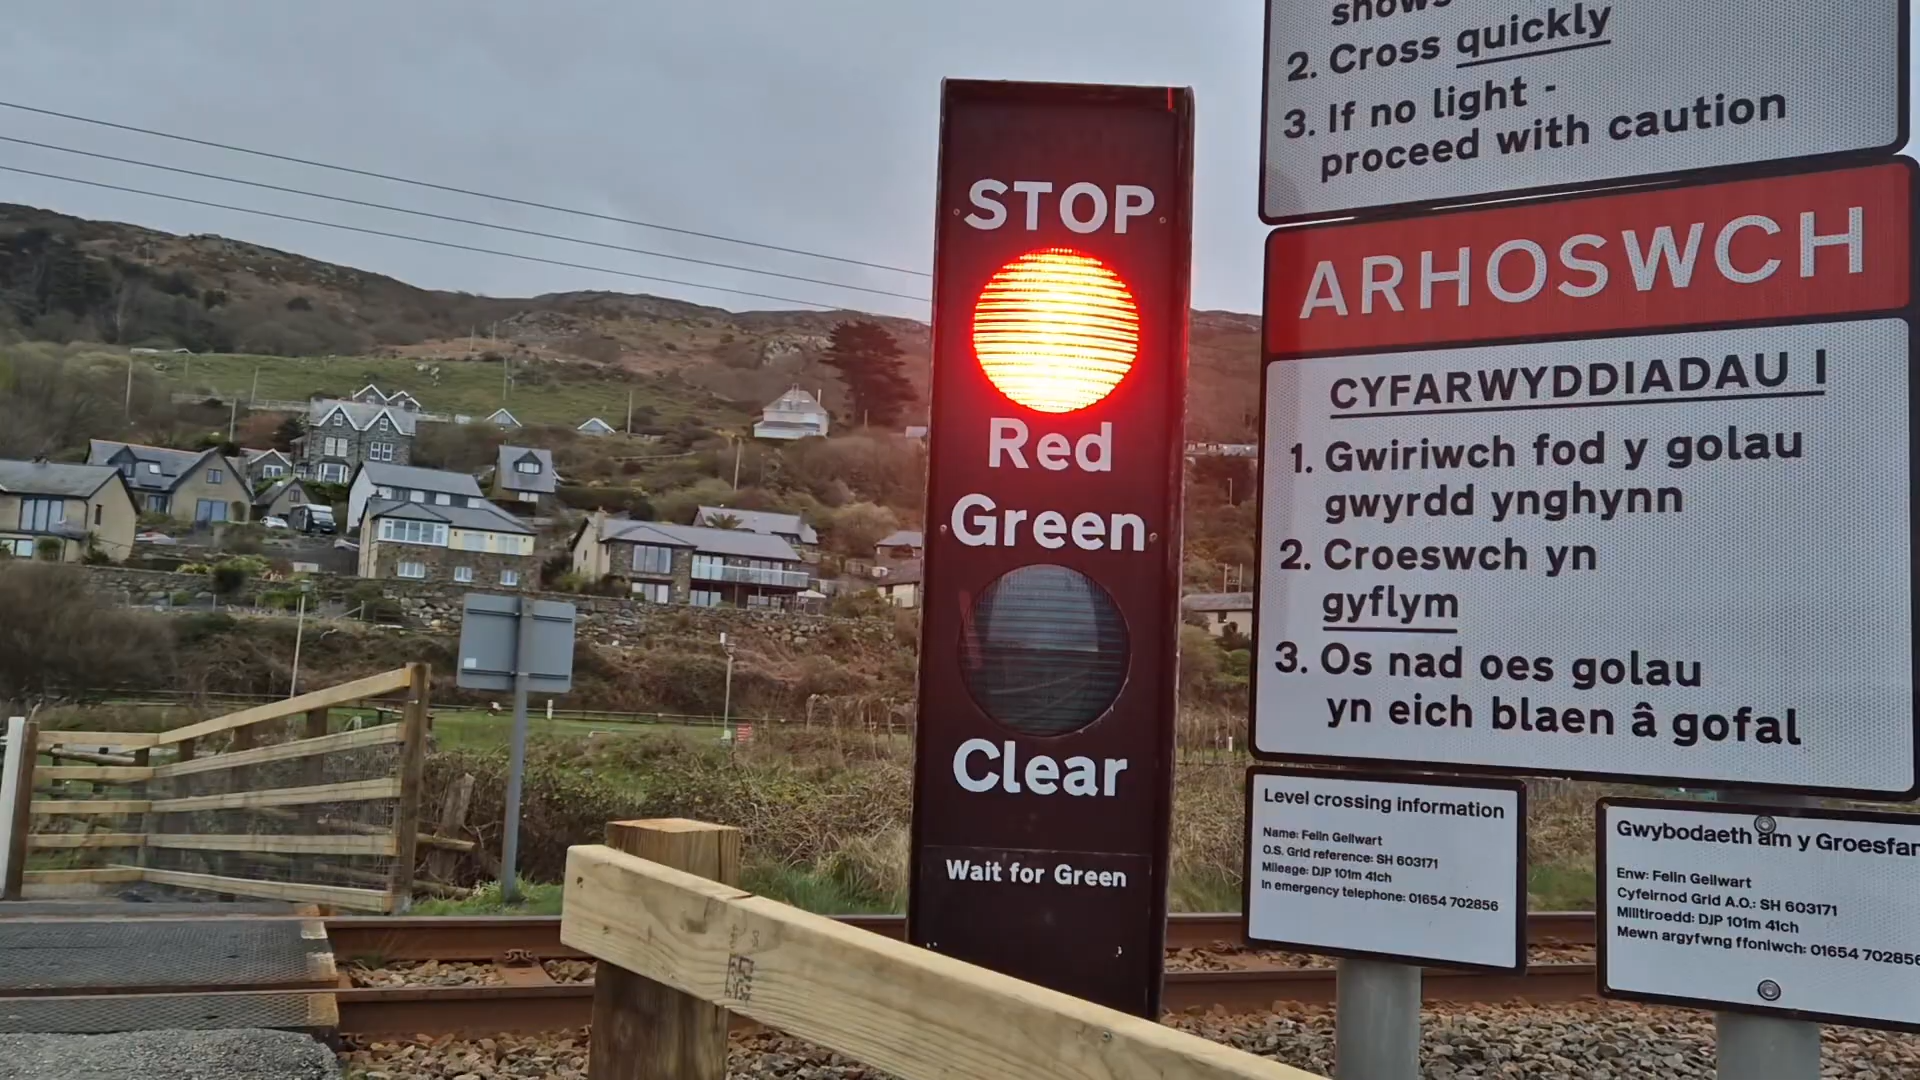 STOP
Red
Green
Clear
Wait for Green
shows
2. Cross quickly
3. If no light -
proceed with caution
ARHOSWCH
CYFARWYDDIADAU I
1. Gwiriwch fod y golau
gwyrdd ynghynn
2. Croeswch yn
gyflym
3. Os nad oes golau
yn eich blaen â gofal
Level crossing information
Name: Felin Gellwart
O.S. Grid reference: SH 603171
Mileage: DJP 101m 41ch
In emergency telephone: 01654 702856
Gwybodaeth am y Groesfan
Enw: Felin Gellwart
Cyfeirnod Grid A.O.: SH 603171
Milltiroedd: DJP 101m 41ch
Mewn argyfwng ffoniwch: 01654 702856